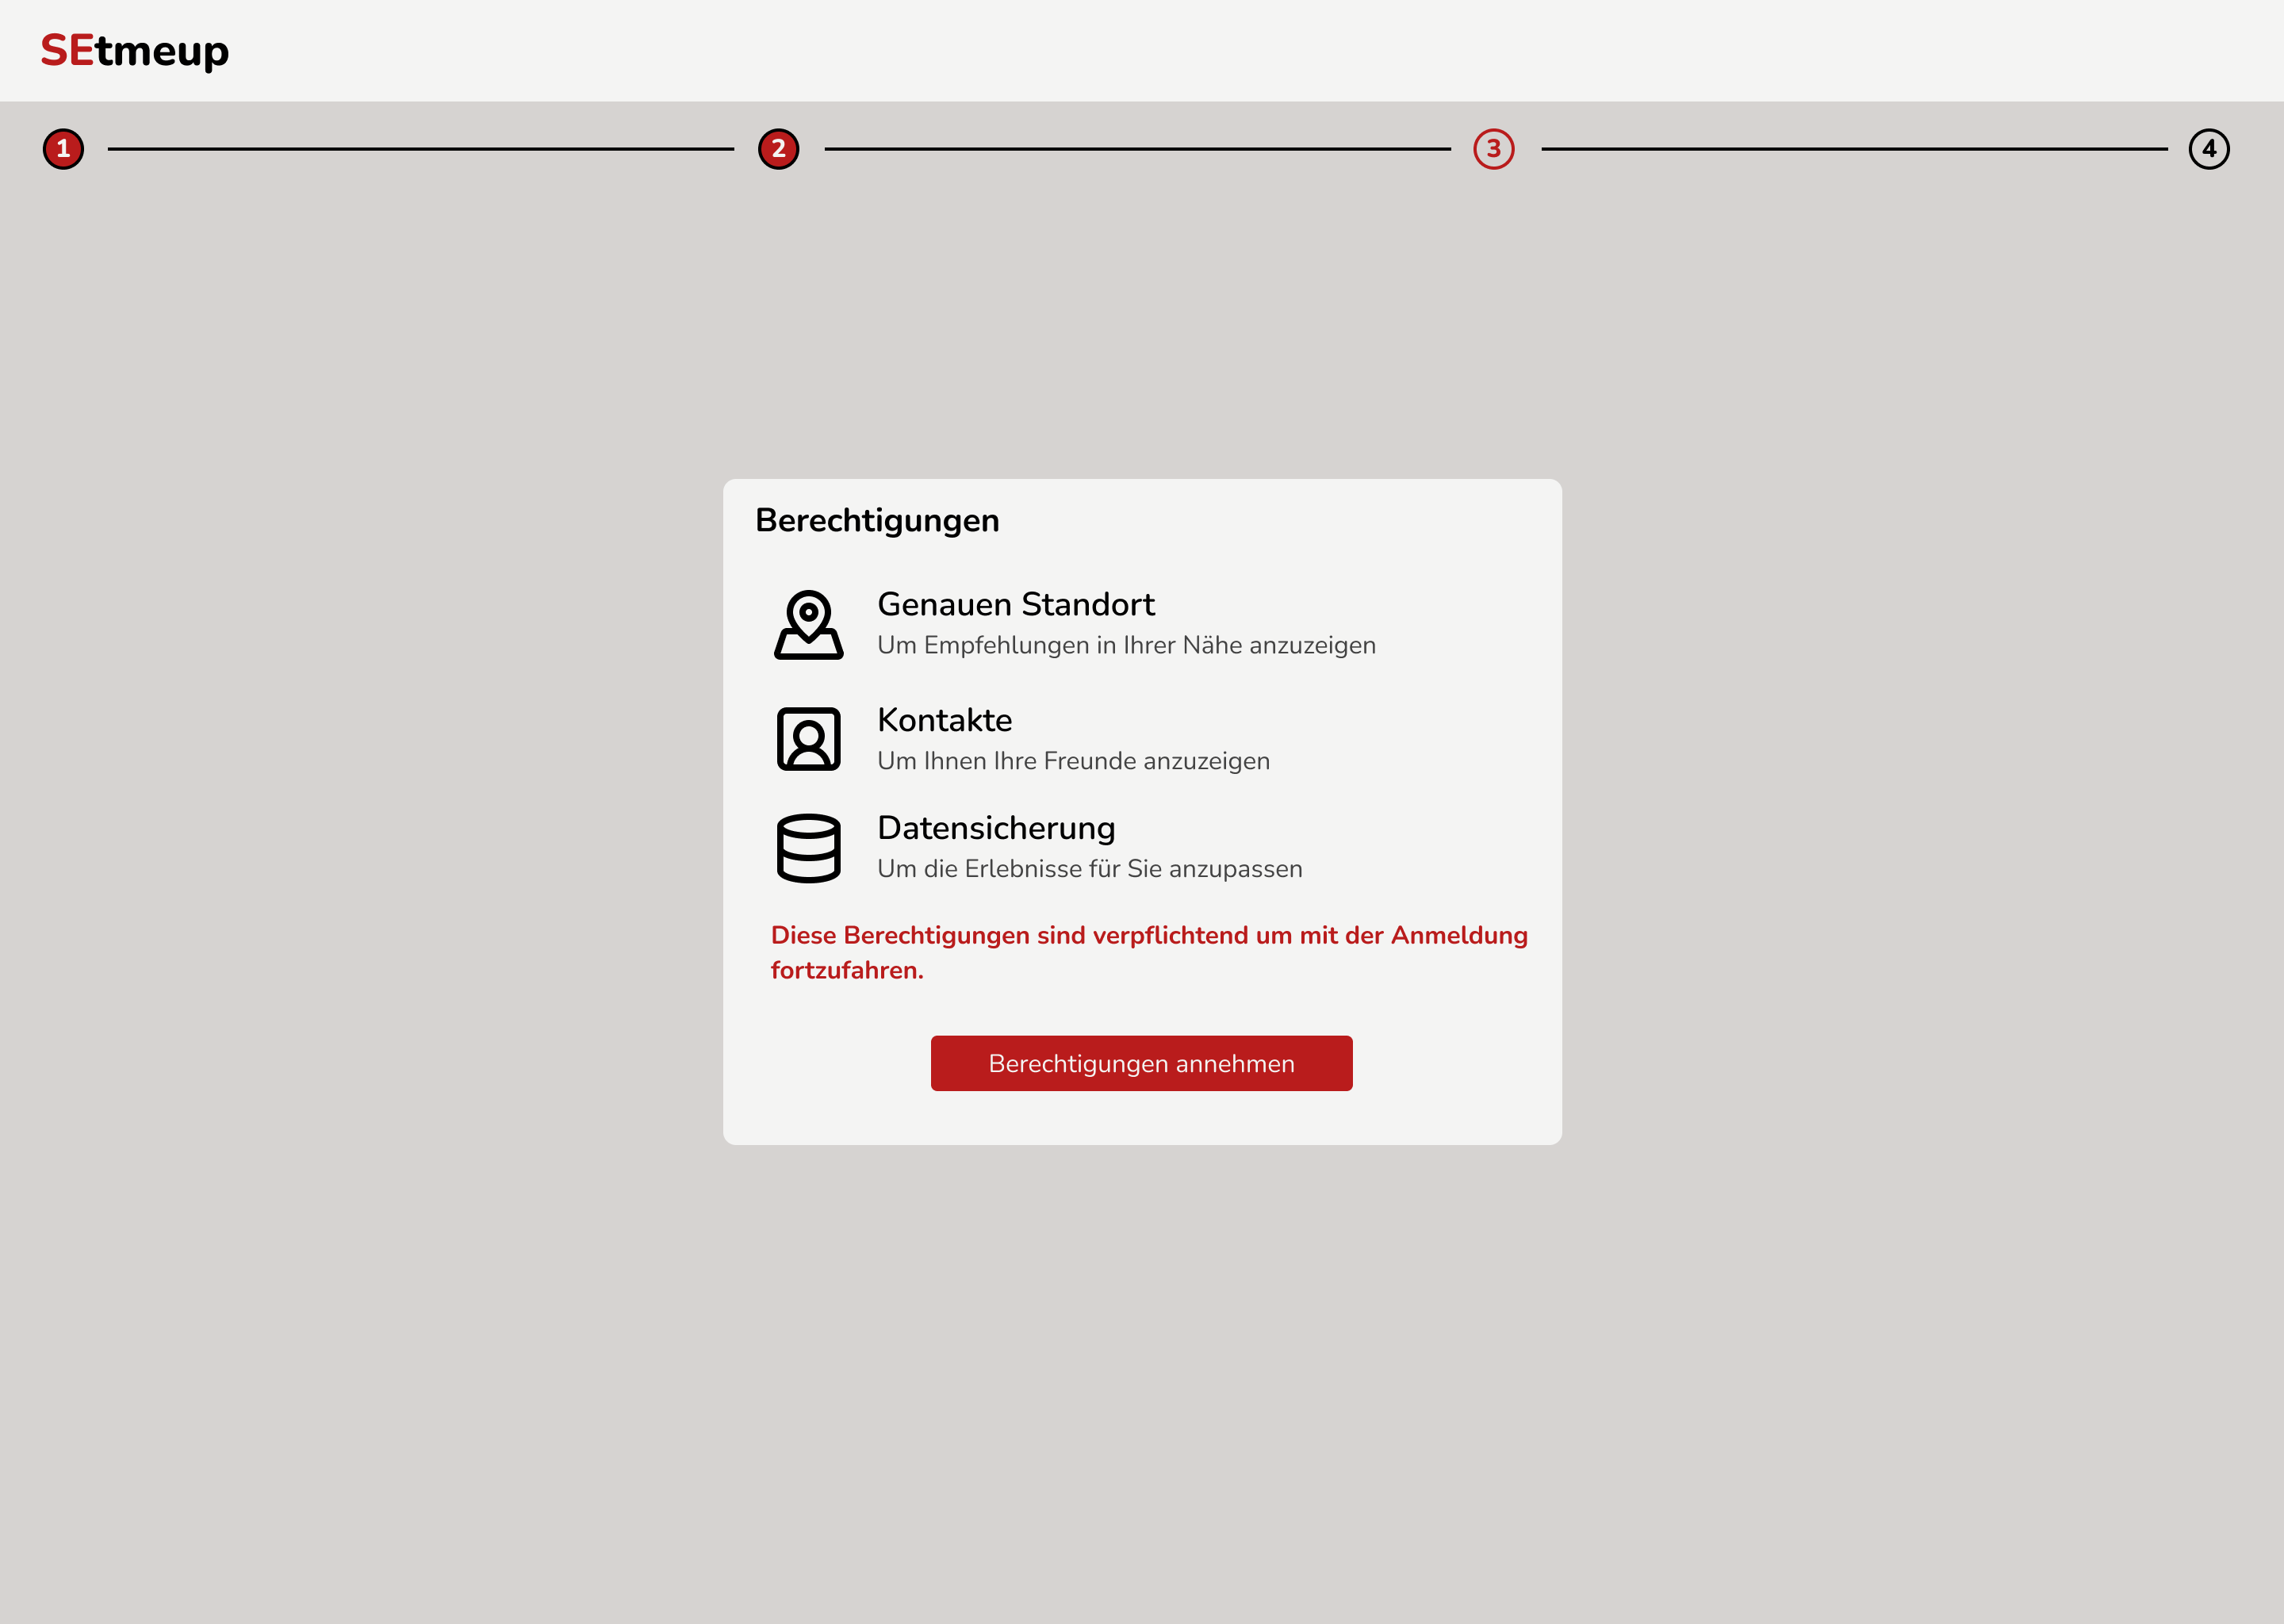 SEtmeup
1
2
3
4
Berechtigungen
Genauen Standort
Um Empfehlungen in Ihrer Nähe anzuzeigen
Kontakte
Um Ihnen Ihre Freunde anzuzeigen
Datensicherung
Um die Erlebnisse für Sie anzupassen
Diese Berechtigungen sind verpflichtend um mit der Anmeldung
fortzufahren.
Berechtigungen annehmen